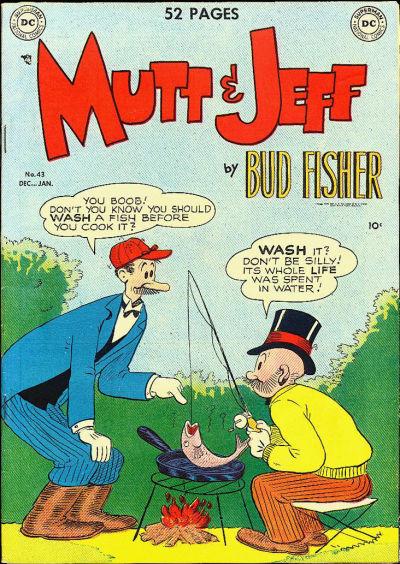 52 PAGES
DC
DC
SUPERMAN
MUTT & JEFF
by BUD FISHER
No. 43
DEC.-JAN.
10¢
YOU BOOB!
DON'T YOU KNOW YOU SHOULD
WASH A FISH BEFORE
YOU COOK IT?
WASH IT?
DON'T BE SILLY!
ITS WHOLE LIFE
WAS SPENT
IN WATER!